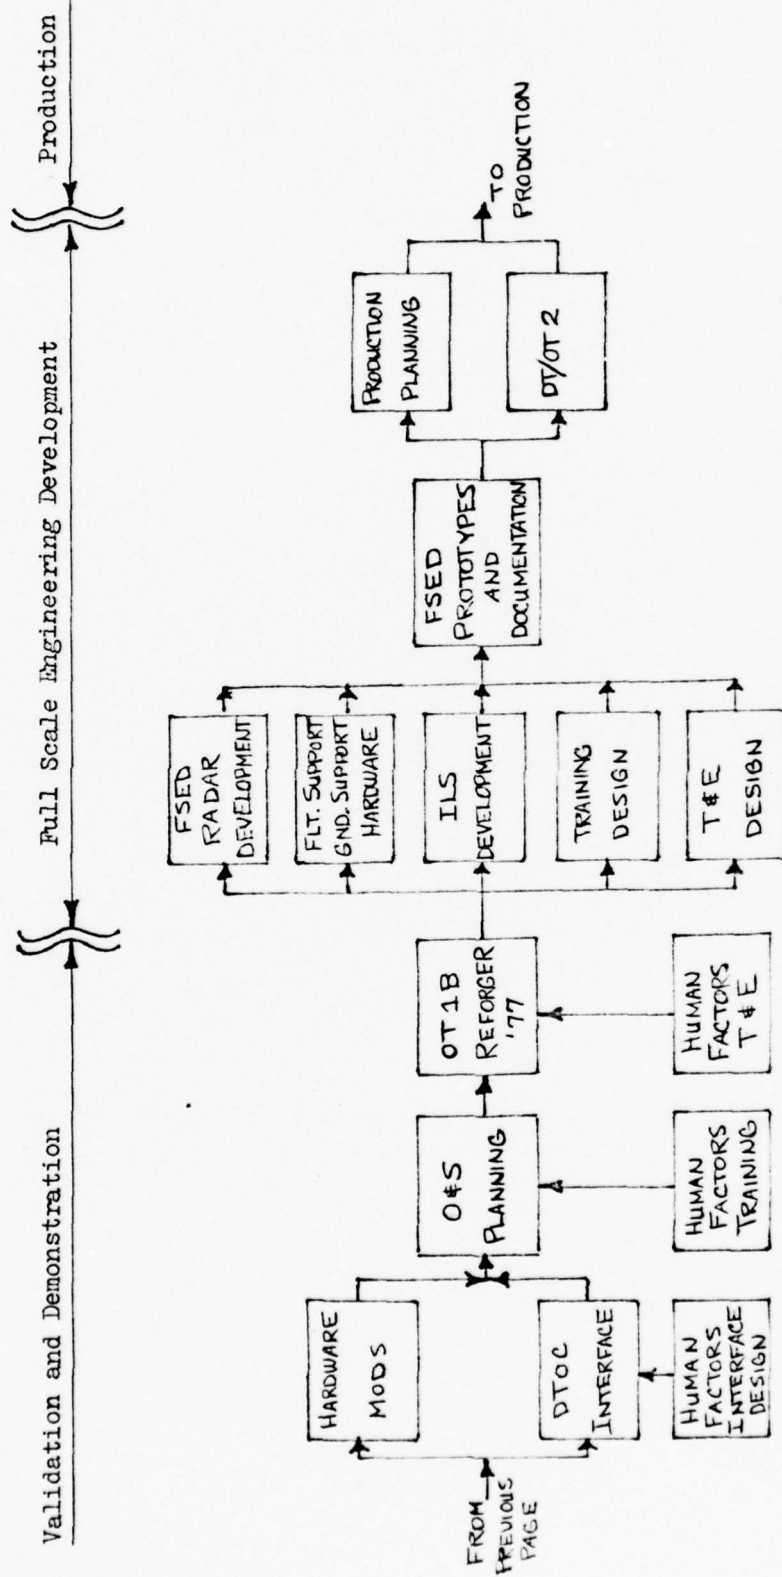 Validation and Demonstration
Full Scale Engineering Development
Production
FROM
PREVIOUS
PAGE
HARDWARE
MODS
DTOC
INTERFACE
HUMAN
FACTORS
INTERFACE
DESIGN
O&S
PLANNING
HUMAN
FACTORS
TRAINING
OT1B
REFORGER
'77
HUMAN
FACTORS
T&E
FSED
RADAR
DEVELOPMENT
FLT. SUPPORT
GND. SUPPORT
HARDWARE
ILS
DEVELOPMENT
TRAINING
DESIGN
T&E
DESIGN
FSED
PROTOTYPES
AND
DOCUMENTATION
PRODUCTION
PLANNING
DT/OT 2
TO
PRODUCTION